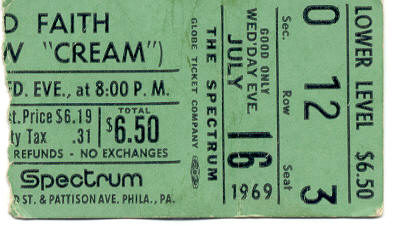 D FAITH
W "CREAM")
ED. EVE., at 8:00 P. M.
st. Price $6.19
ty Tax .31
TOTAL
$6.50
REFUNDS - NO EXCHANGES
Spectrum
D ST. & PATTISON AVE. PHILA., PA.
GLOBE TICKET COMPANY
THE SPECTRUM
GOOD ONLY
WED'DAY EVE.
JULY
16
1969
Sec. Row Seat
0 12 3
LOWER LEVEL $6.50